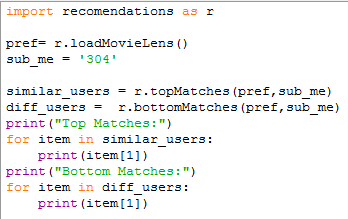 import recomendations as r
pref= r.loadMovieLens()
sub_me = '304'
similar_users = r.topMatches(pref,sub_me)
diff_users =  r.bottomMatches(pref,sub_me)
print("Top Matches:")
for item in similar_users:
    print(item[1])
print("Bottom Matches:")
for item in diff_users:
    print(item[1])